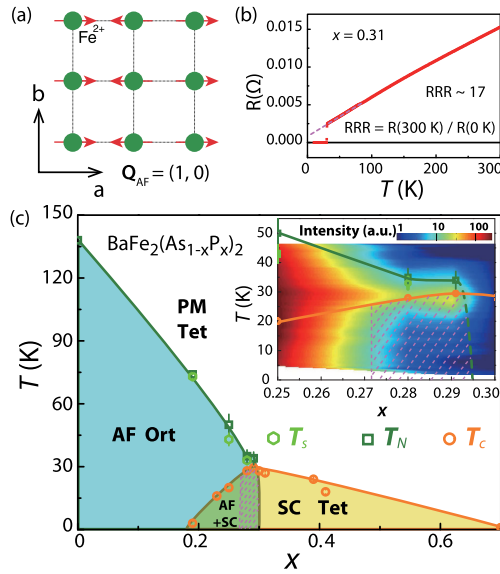 (a)
Fe2+
b
a
QAF = (1, 0)
(b)
x = 0.31
RRR ~ 17
RRR = R(300 K) / R(0 K)
R(Ω)
0.015
0.010
0.005
0.000
0 100 200 300
T (K)
(c)
BaFe2(As1-xPx)2
PM
Tet
AF Ort
AF
+SC
SC Tet
T (K)
150
120
90
60
30
0
0.0 0.2 0.4 0.6
x
Intensity (a.u.) 1 10 100
T (K)
50
40
30
20
10
0
0.25 0.26 0.27 0.28 0.29 0.30
x
Ts TN Tc